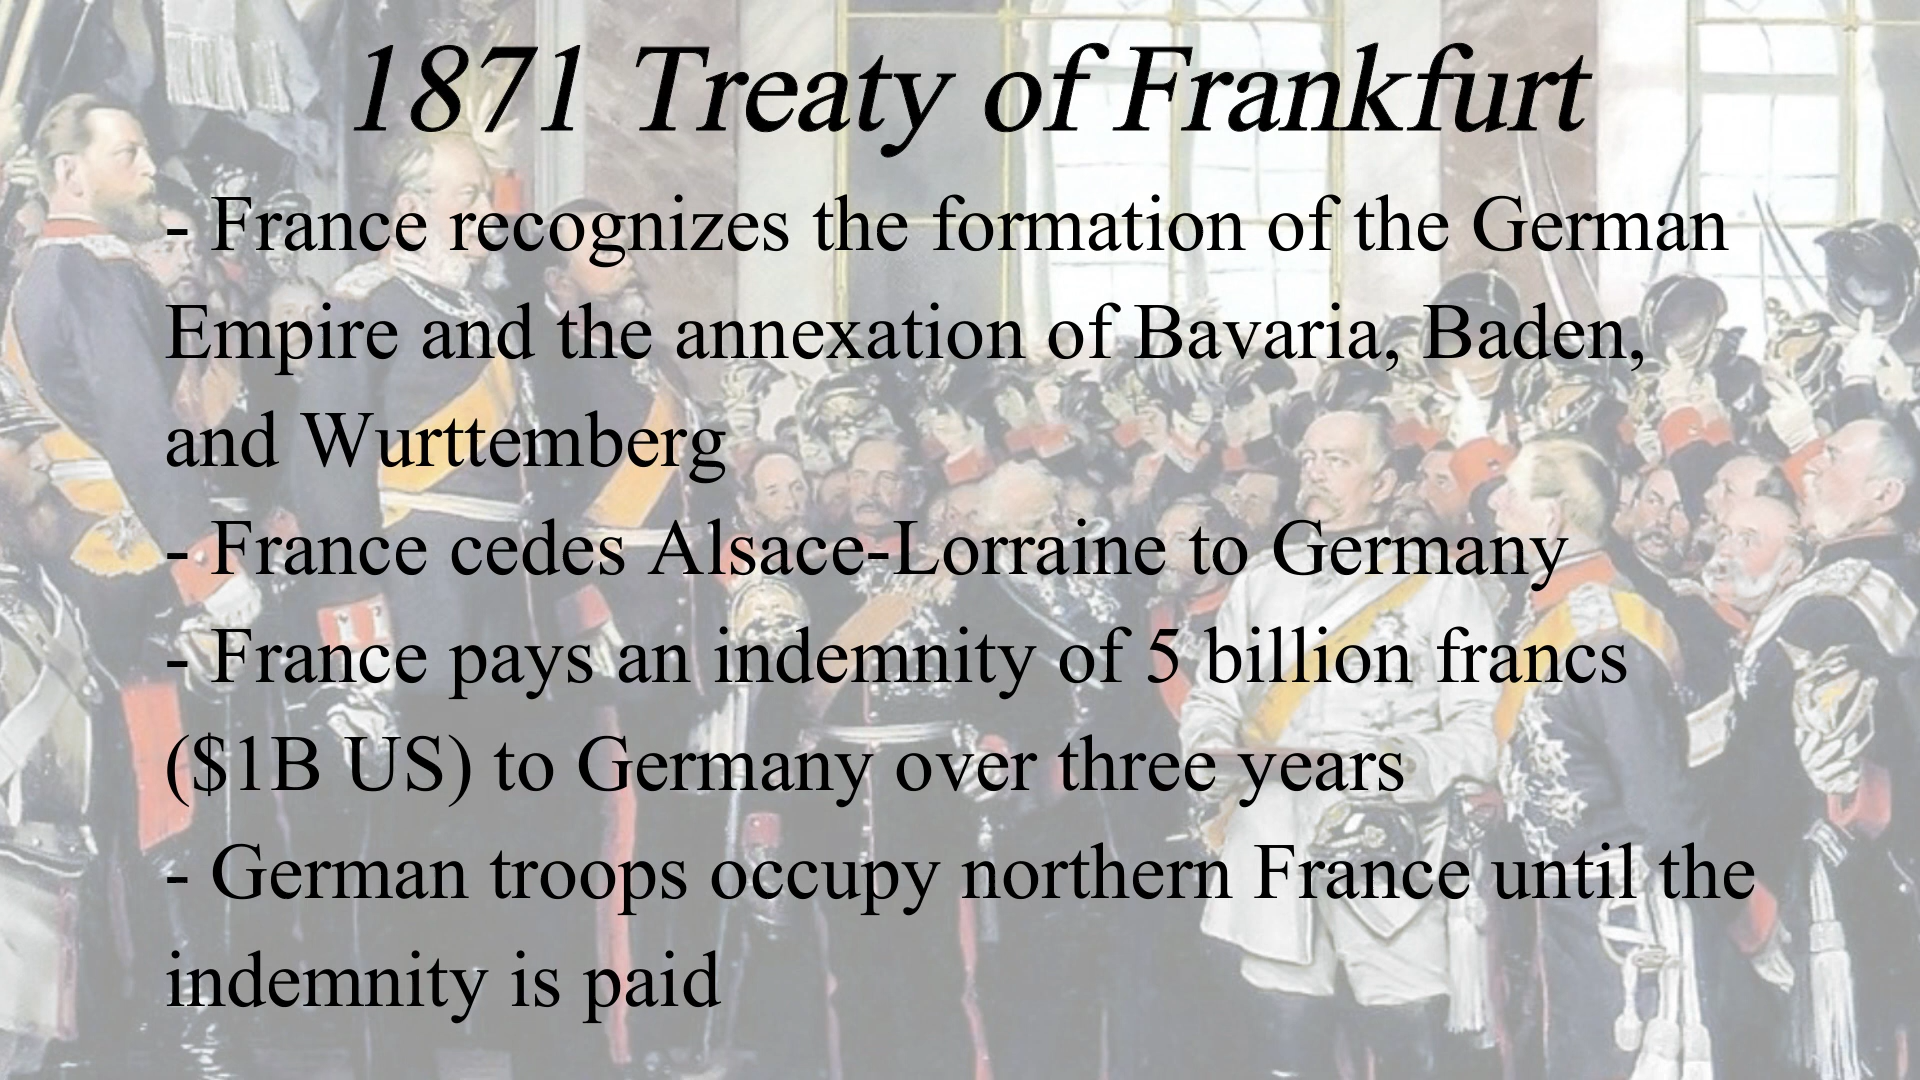 1871 Treaty of Frankfurt
- France recognizes the formation of the German
Empire and the annexation of Bavaria, Baden,
and Wurttemberg
- France cedes Alsace-Lorraine to Germany
- France pays an indemnity of 5 billion francs
($1B US) to Germany over three years
- German troops occupy northern France until the
indemnity is paid